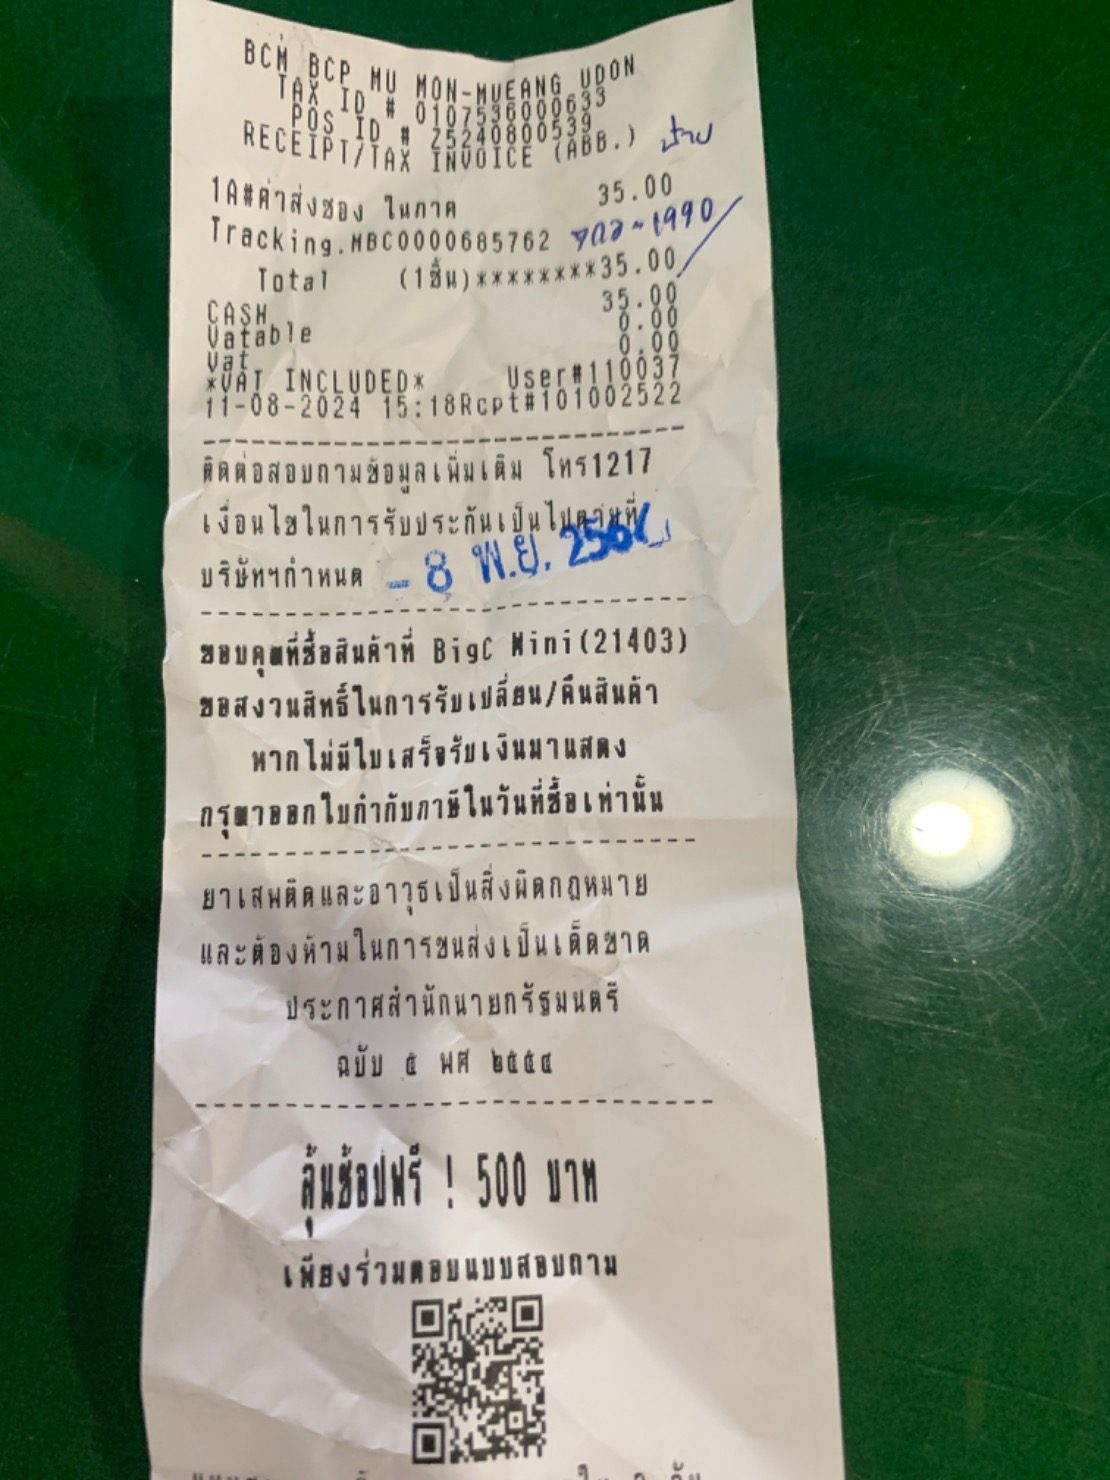 BCM BCP MU MON-MUEANG UDON
TAX ID # 0107536000633
POS ID # Z5240800539
RECEIPT/TAX INVOICE (ABB.)
1A#ค่าส่งซอง ในภาค 35.00
Tracking.MBC0000685762 1990
Total (1ชิ้น)********35.00
CASH 35.00
Vatable 0.00
Vat 0.00
*VAT INCLUDED* User#110037
11-08-2024 15:18Rcpt#101002522
ติดต่อสอบถามข้อมูลเพิ่มเติม โทร1217
เงื่อนไขในการรับประกันเป็นไปตามที่
บริษัทฯกำหนด - 8 พ.ย. 256
ขอบคุณที่ซื้อสินค้าที่ BigC Mini(21403)
ขอสงวนสิทธิ์ในการรับเปลี่ยน/คืนสินค้า
หากไม่มีใบเสร็จรับเงินมาแสดง
กรุณาออกใบกำกับภาษีในวันที่ซื้อเท่านั้น
ยาเสพติดและอาวุธเป็นสิ่งผิดกฎหมาย
และต้องห้ามในการขนส่งเป็นเด็ดขาด
ประกาศสำนักนายกรัฐมนตรี
ฉบับ ๕ พศ ๒๕๕๔
ลุ้นช้อปฟรี ! 500 บาท
เพียงร่วมตอบแบบสอบถาม